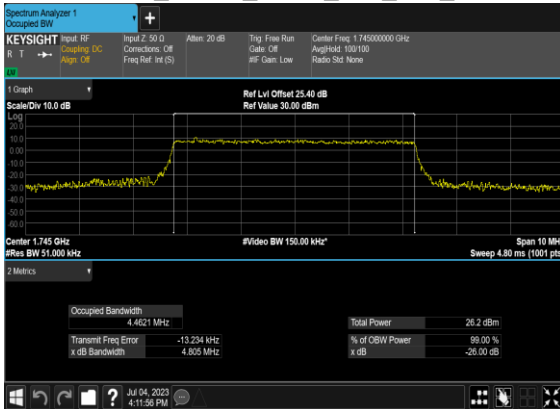 Spectrum Analyzer 1
Occupied BW
+
KEYSIGHT Input: RF Input Z: 50 Ω Atten: 20 dB Trig: Free Run Center Freq: 1.745000000 GHz
R T Coupling: DC Corrections: Off Gate: Off Avg|Hold: 100/100
Align: Off Freq Ref: Int (S) #IF Gain: Low Radio Std: None
1 Graph Ref Lvl Offset 25.40 dB
Scale/Div 10.0 dB Ref Value 30.00 dBm
Log
20.0
10.0
0.00
-10.0
-20.0
-30.0
-40.0
-50.0
-60.0
Center 1.745 GHz #Video BW 150.00 kHz* Span 10 MH
#Res BW 51.000 kHz Sweep 4.80 ms (1001 pts
2 Metrics
Occupied Bandwidth
4.4621 MHz Total Power 26.2 dBm
Transmit Freq Error -13.234 kHz % of OBW Power 99.00 %
x dB Bandwidth 4.805 MHz x dB -26.00 dB
? Jul 04, 2023
4:11:56 PM